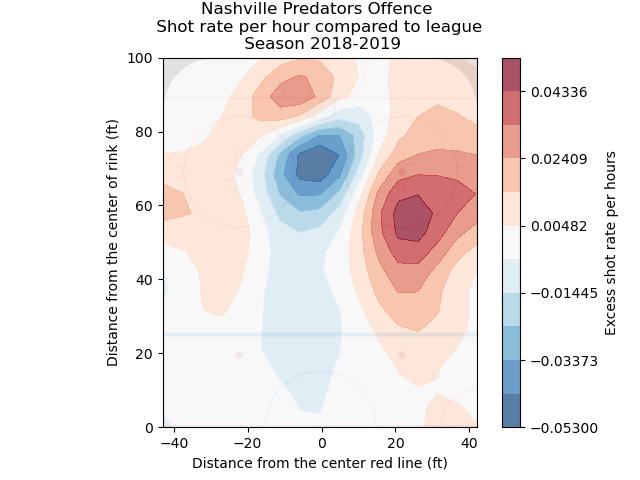 Nashville Predators Offence
Shot rate per hour compared to league
Season 2018-2019
100
80
60
40
20
0
−40
−20
0
20
40
Distance from the center of rink (ft)
Distance from the center red line (ft)
0.04336
0.02409
0.00482
−0.01445
−0.03373
−0.05300
Excess shot rate per hours